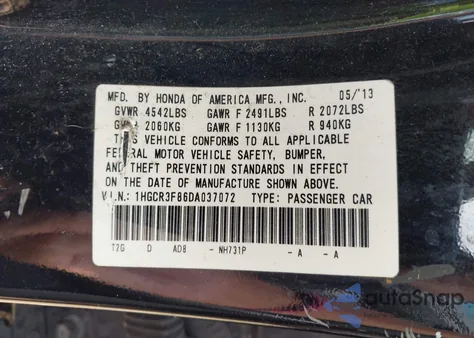 MFD. BY HONDA OF AMERICA MFG., INC. 05/'13
GVWR 4542LBS GAWR F 2491LBS R 2072LBS
2060KG GAWR F 1130KG R 940KG
THIS VEHICLE CONFORMS TO ALL APPLICABLE
FEDERAL MOTOR VEHICLE SAFETY, BUMPER,
AND THEFT PREVENTION STANDARDS IN EFFECT
ON THE DATE OF MANUFACTURE SHOWN ABOVE.
V.I.N.: 1HGCR3F86DA037072 TYPE: PASSENGER CAR
T2G D AD8 - NH731P - A - A
autoSnap